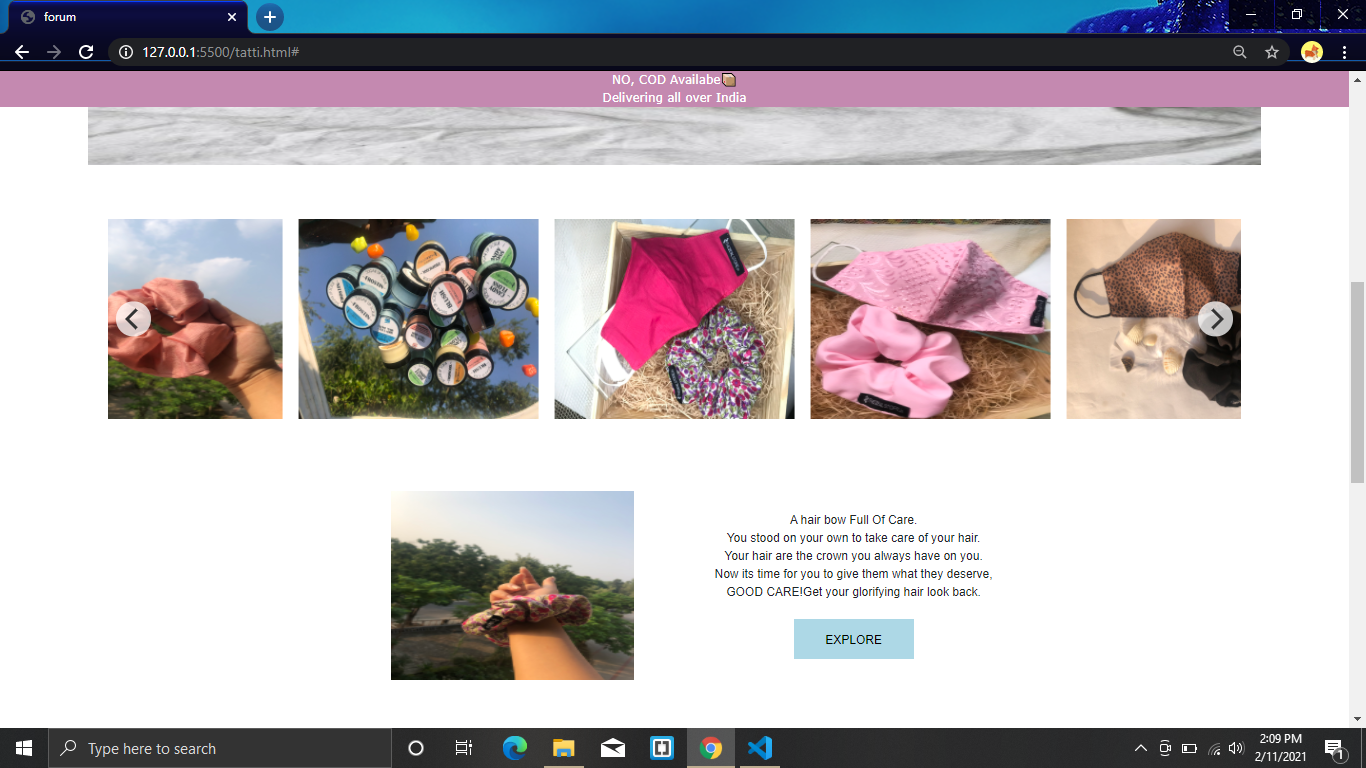 forum
127.0.0.1:5500/tatti.html#
NO, COD Availabe
Delivering all over India
A hair bow Full Of Care.
You stood on your own to take care of your hair.
Your hair are the crown you always have on you.
Now its time for you to give them what they deserve,
GOOD CARE!Get your glorifying hair look back.
EXPLORE
Type here to search
2:09 PM
2/11/2021
1